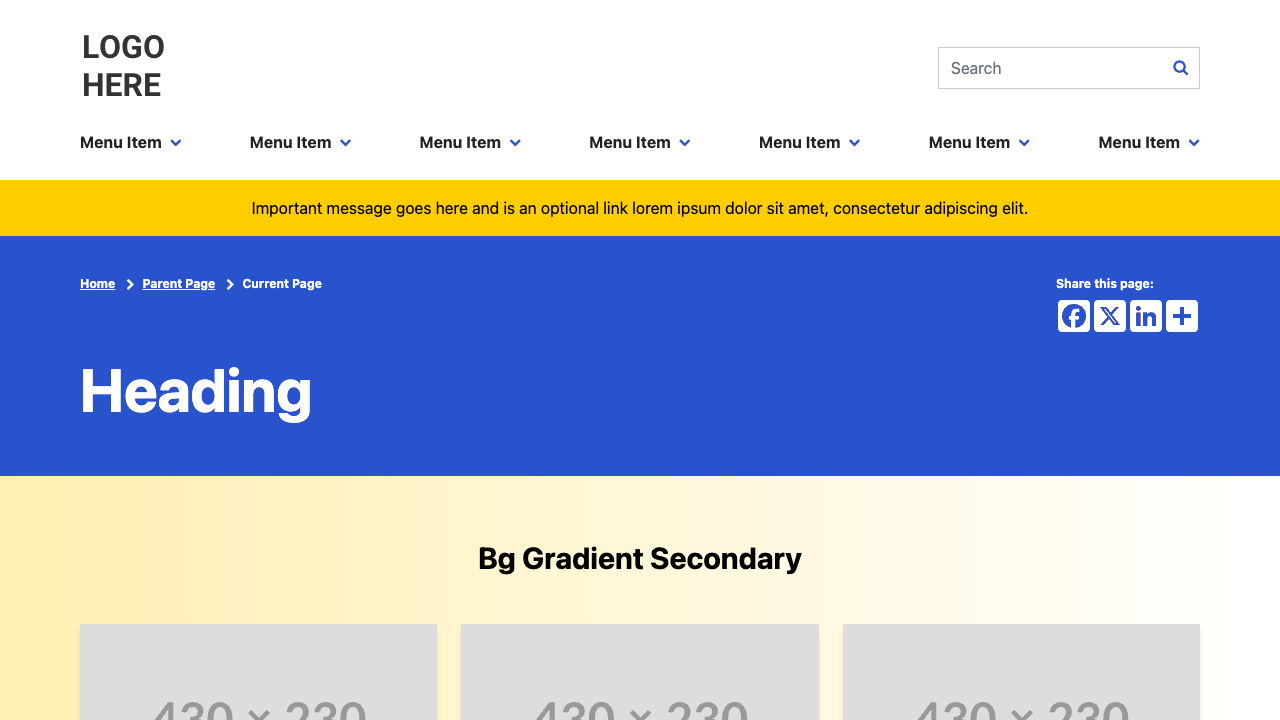 LOGO
HERE
Search
Menu Item Menu Item Menu Item Menu Item Menu Item Menu Item Menu Item
Important message goes here and is an optional link lorem ipsum dolor sit amet, consectetur adipiscing elit.
Home Parent Page Current Page
Share this page:
Heading
Bg Gradient Secondary
430 × 230 430 × 230 430 × 230